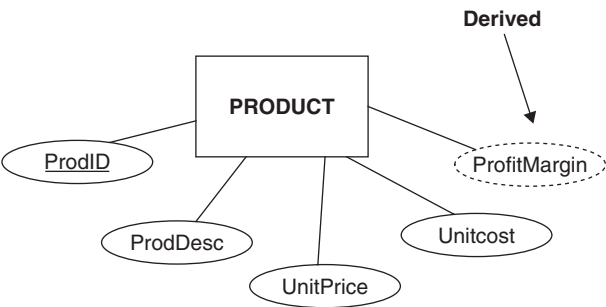 Derived
PRODUCT
ProdID
ProfitMargin
ProdDesc
Unitcost
UnitPrice